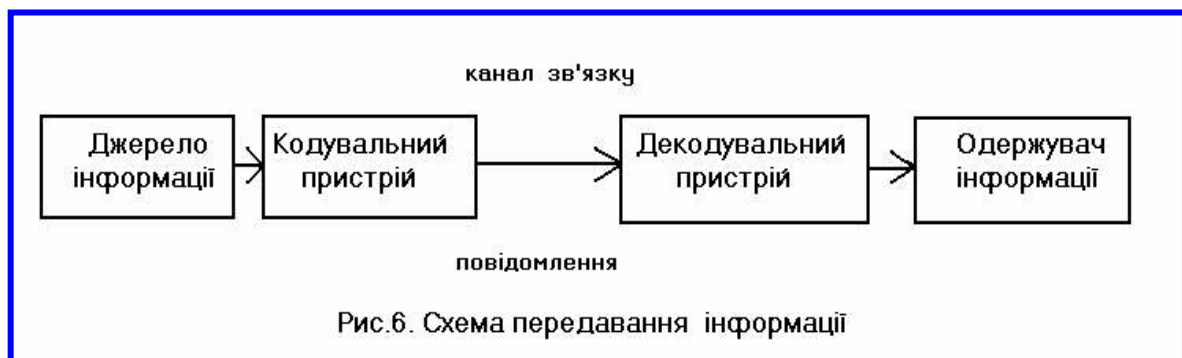 канал зв'язку
Джерело
інформації
Кодувальний
пристрій
Декодувальний
пристрій
Одержувач
інформації
повідомлення
Рис.6. Схема передавання інформації